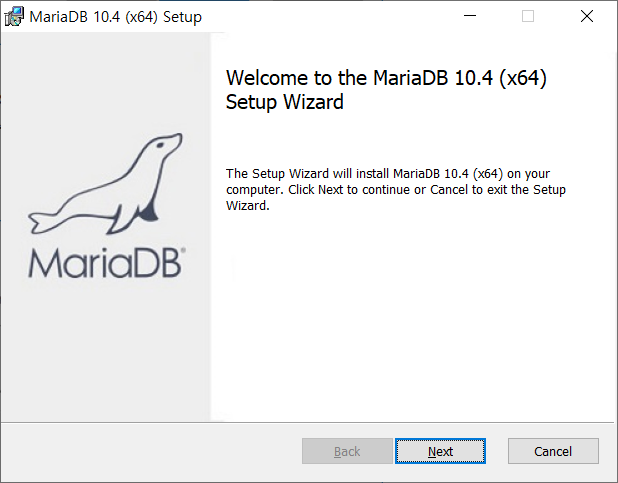 MariaDB 10.4 (x64) Setup
Welcome to the MariaDB 10.4 (x64)
Setup Wizard
The Setup Wizard will install MariaDB 10.4 (x64) on your
computer. Click Next to continue or Cancel to exit the Setup
Wizard.
MariaDB®
Back
Next
Cancel